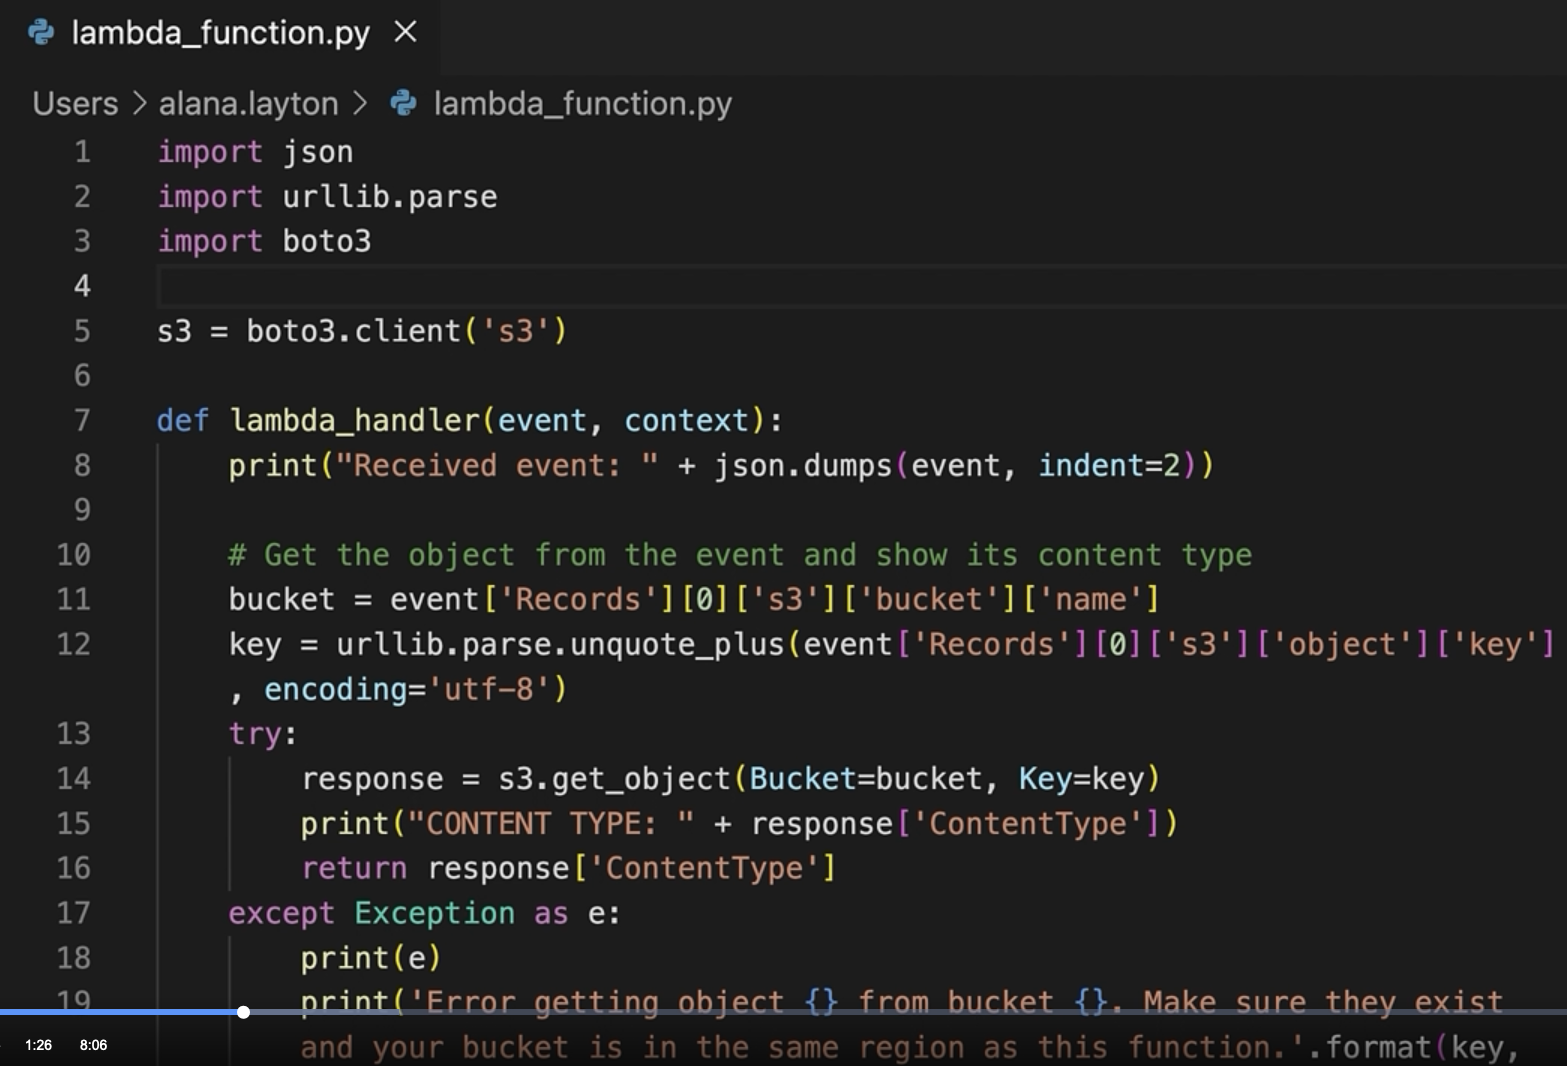 lambda_function.py
Users > alana.layton > lambda_function.py
1 import json
2 import urllib.parse
3 import boto3
4
5 s3 = boto3.client('s3')
6
7 def lambda_handler(event, context):
8 print("Received event: " + json.dumps(event, indent=2))
9
10 # Get the object from the event and show its content type
11 bucket = event['Records'][0]['s3']['bucket']['name']
12 key = urllib.parse.unquote_plus(event['Records'][0]['s3']['object']['key']
, encoding='utf-8')
13 try:
14 response = s3.get_object(Bucket=bucket, Key=key)
15 print("CONTENT TYPE: " + response['ContentType'])
16 return response['ContentType']
17 except Exception as e:
18 print(e)
19 print('Error getting object {} from bucket {}. Make sure they exist
and your bucket is in the same region as this function.'.format(key,
1:26 8:06